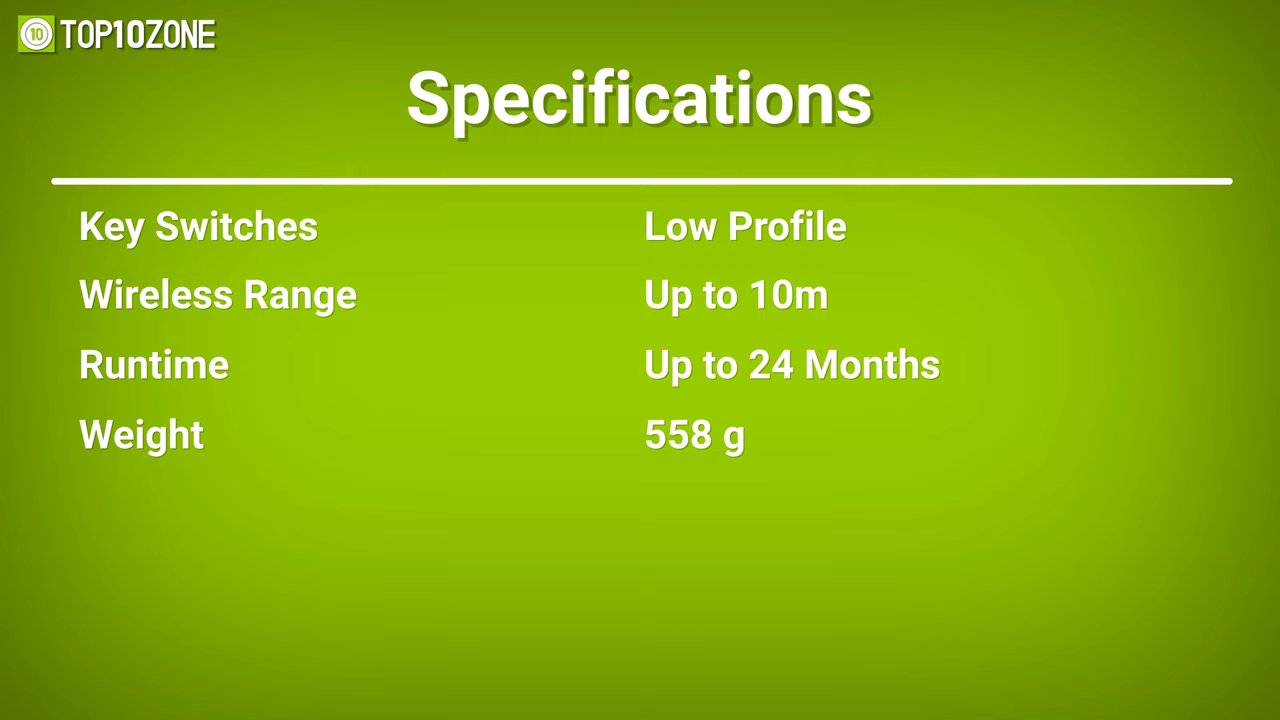 10 TOP10ZONE
Specifications
Key Switches Low Profile
Wireless Range Up to 10m
Runtime Up to 24 Months
Weight 558 g